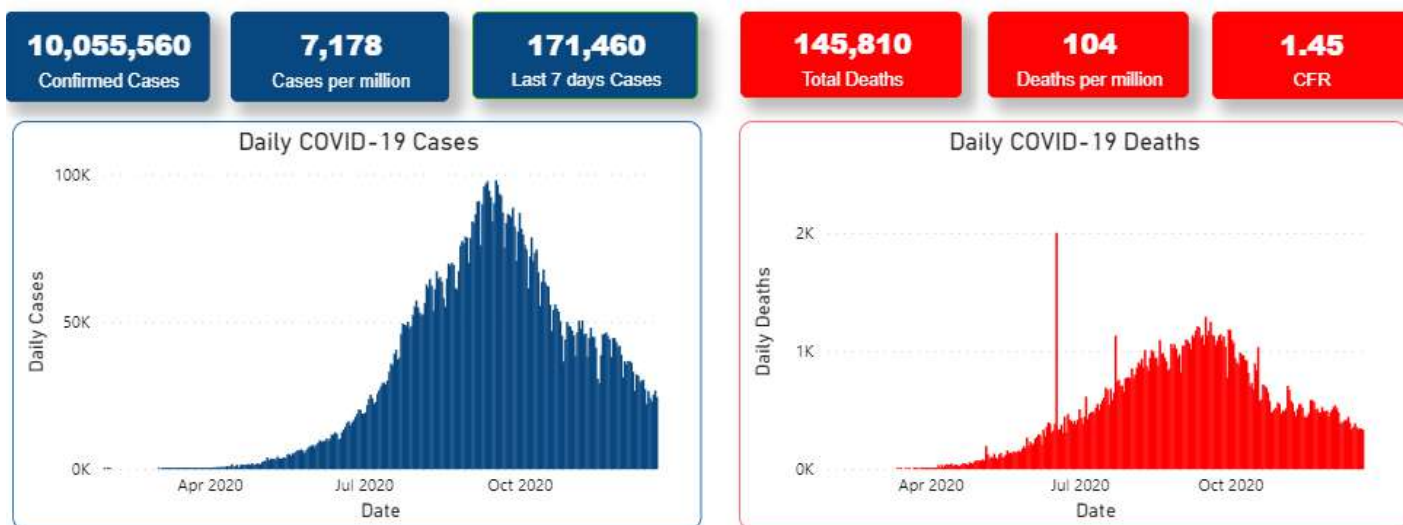 10,055,560
Confirmed Cases
7,178
Cases per million
171,460
Last 7 days Cases
145,810
Total Deaths
104
Deaths per million
1.45
CFR
Daily COVID-19 Cases
100K
50K
0K
Daily Cases
Apr 2020
Jul 2020
Oct 2020
Date
Daily COVID-19 Deaths
2K
1K
0K
Daily Deaths
Apr 2020
Jul 2020
Oct 2020
Date